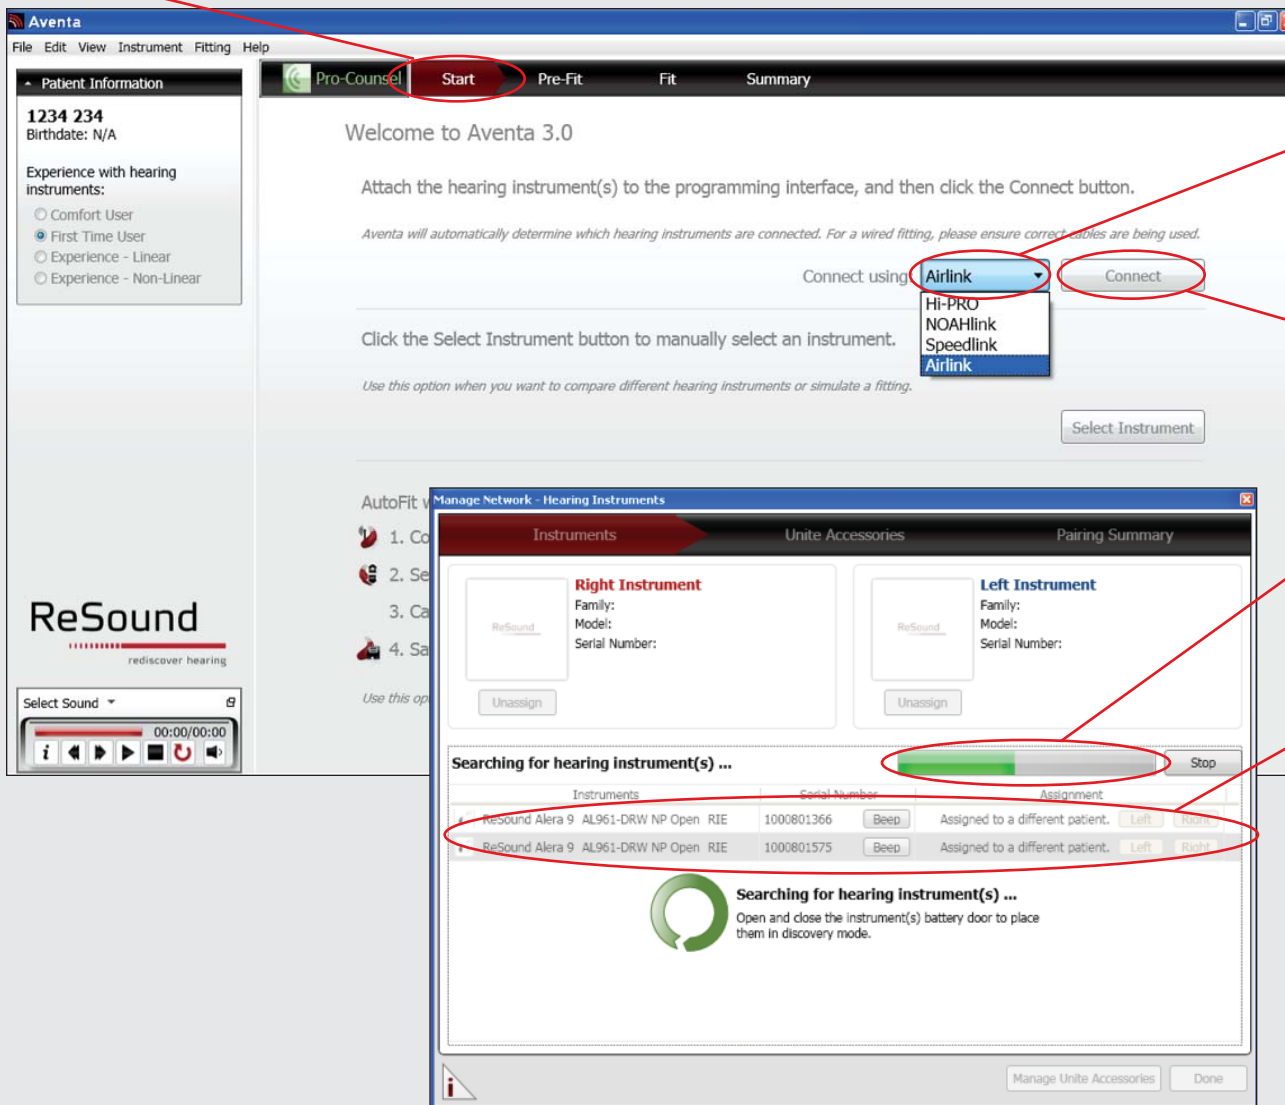 Aventa
File Edit View Instrument Fitting Help
Patient Information
1234 234
Birthdate: N/A
Experience with hearing
instruments:
Comfort User
First Time User
Experience - Linear
Experience - Non-Linear
ReSound
rediscover hearing
Select Sound
00:00/00:00
Pro-Counsel Start Pre-Fit Fit Summary
Welcome to Aventa 3.0
Attach the hearing instrument(s) to the programming interface, and then click the Connect button.
Aventa will automatically determine which hearing instruments are connected. For a wired fitting, please ensure correct cables are being used.
Connect using Airlink Connect
Hi-PRO
NOAHlink
Speedlink
Airlink
Click the Select Instrument button to manually select an instrument.
Use this option when you want to compare different hearing instruments or simulate a fitting.
Select Instrument
AutoFit
1. Co
2. Se
3. Ca
4. Sa
Use this op
Manage Network - Hearing Instruments
Instruments Unite Accessories Pairing Summary
ReSound
Right Instrument
Family:
Model:
Serial Number:
Unassign
ReSound
Left Instrument
Family:
Model:
Serial Number:
Unassign
Searching for hearing instrument(s) ... Stop
Instruments Serial Number Assignment
ReSound Alera 9 AL961-DRW NP Open RIE 1000801366 Beep Assigned to a different patient. Left Right
ReSound Alera 9 AL961-DRW NP Open RIE 1000801575 Beep Assigned to a different patient. Left Right
Searching for hearing instrument(s) ...
Open and close the instrument(s) battery door to place
them in discovery mode.
i
Manage Unite Accessories Done